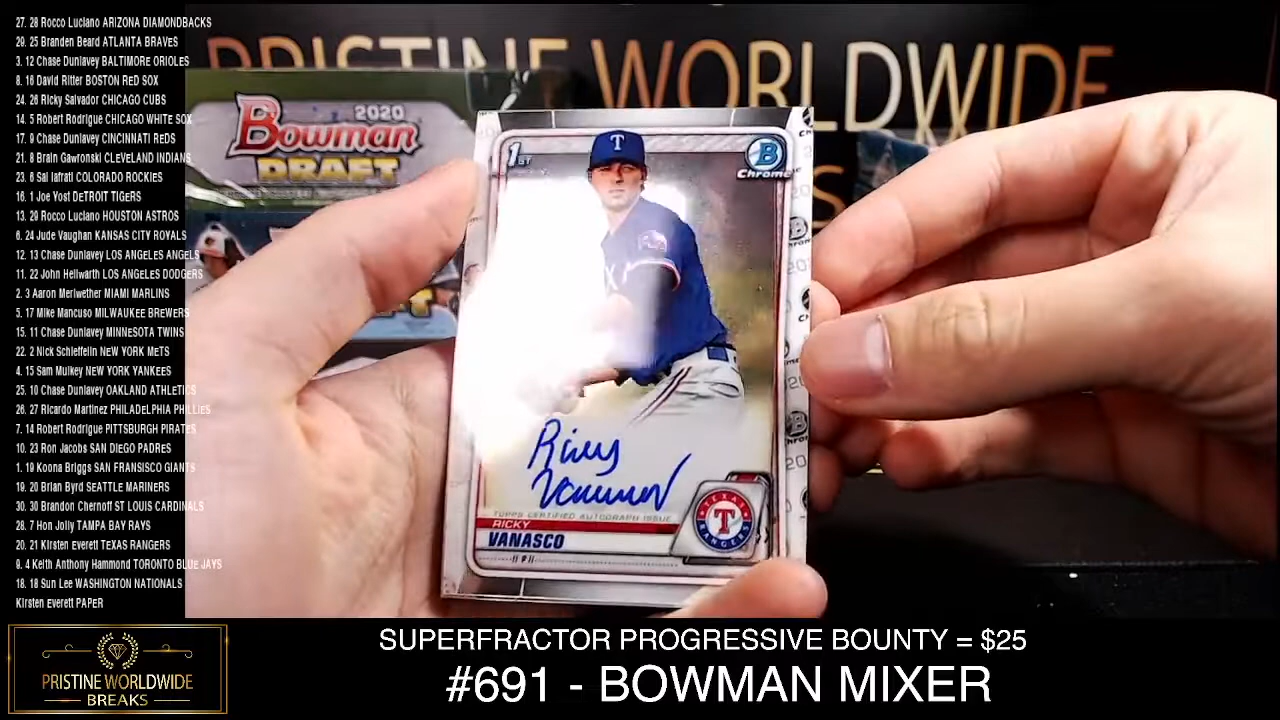 27. 28 Rocco Luciano ARIZONA DIAMONDBACKS
29. 25 Branden Beard ATLANTA BRAVES
3. 12 Chase Dunlavey BALTIMORE ORIOLES
8. 16 David Ritter BOSTON RED SOX
24. 26 Ricky Salvador CHICAGO CUBS
14. 5 Robert Rodrigue CHICAGO WHITE SOX
17. 9 Chase Dunlavey CINCINNATI REDS
21. 8 Brain Gawronski CLEVELAND INDIANS
23. 6 Sal Iafrati COLORADO ROCKIES
16. 1 Joe Yost DETROIT TIGERS
13. 29 Rocco Luciano HOUSTON ASTROS
6. 24 Jude Vaughan KANSAS CITY ROYALS
12. 13 Chase Dunlavey LOS ANGELES ANGELS
11. 22 John Hellwarth LOS ANGELES DODGERS
2. 3 Aaron Meriwether MIAMI MARLINS
5. 17 Mike Mancuso MILWAUKEE BREWERS
15. 11 Chase Dunlavey MINNESOTA TWINS
22. 2 Nick Schieffelin NEW YORK METS
4. 15 Sam Mulkey NEW YORK YANKEES
25. 10 Chase Dunlavey OAKLAND ATHLETICS
26. 27 Ricardo Martinez PHILADELPHIA PHILLIES
7. 14 Robert Rodrigue PITTSBURGH PIRATES
10. 23 Ron Jacobs SAN DIEGO PADRES
1. 19 Koona Briggs SAN FRANSISCO GIANTS
19. 20 Brian Byrd SEATTLE MARINERS
30. 30 Brandon Chernoff ST LOUIS CARDINALS
28. 7 Hon Jolly TAMPA BAY RAYS
20. 21 Kirsten Everett TEXAS RANGERS
9. 4 Keith Anthony Hammond TORONTO BLUE JAYS
18. 18 Sun Lee WASHINGTON NATIONALS
Kirsten Everett PAPER
PRISTINE WORLDWIDE
2020
Bowman
DRAFT
1ST
B
Chrome
T
Ricky
Vanasco
TOPPS CERTIFIED AUTOGRAPH ISSUE
RICKY
VANASCO
// P //
TEXAS
T
RANGERS
PRISTINE WORLDWIDE
BREAKS
SUPERFRACTOR PROGRESSIVE BOUNTY = $25
#691 - BOWMAN MIXER